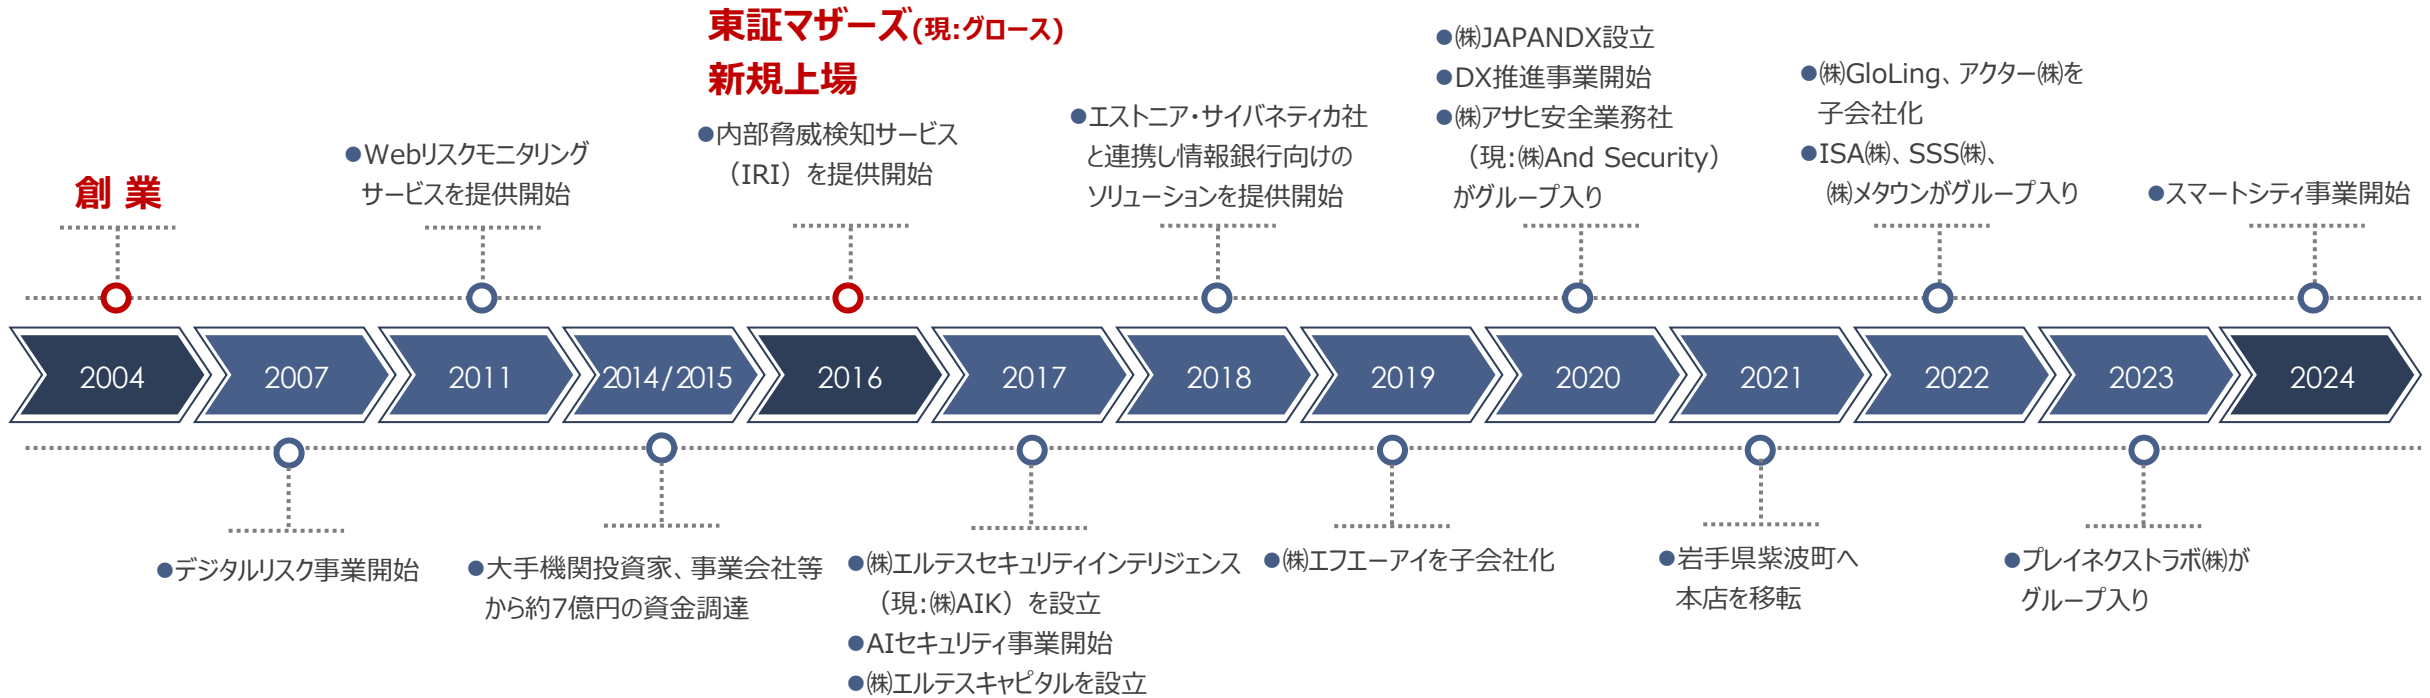 創 業
●Webリスクモニタリング
サービスを提供開始
東証マザーズ(現:グロース)
新規上場
●内部脅威検知サービス
（IRI）を提供開始
●エストニア・サイバネティカ社
と連携し情報銀行向けの
ソリューションを提供開始
●㈱JAPANDX設立
●DX推進事業開始
●㈱アサヒ安全業務社
（現:㈱And Security）
がグループ入り
●㈱GloLing、アクター㈱を
子会社化
●ISA㈱、SSS㈱、
㈱メタウンがグループ入り
●スマートシティ事業開始
2004
2007
2011
2014/2015
2016
2017
2018
2019
2020
2021
2022
2023
2024
●デジタルリスク事業開始
●大手機関投資家、事業会社等
から約7億円の資金調達
●㈱エルテスセキュリティインテリジェンス
（現:㈱AIK）を設立
●AIセキュリティ事業開始
●㈱エルテスキャピタルを設立
●㈱エフエーアイを子会社化
●岩手県紫波町へ
本店を移転
●プレイネクストラボ㈱が
グループ入り